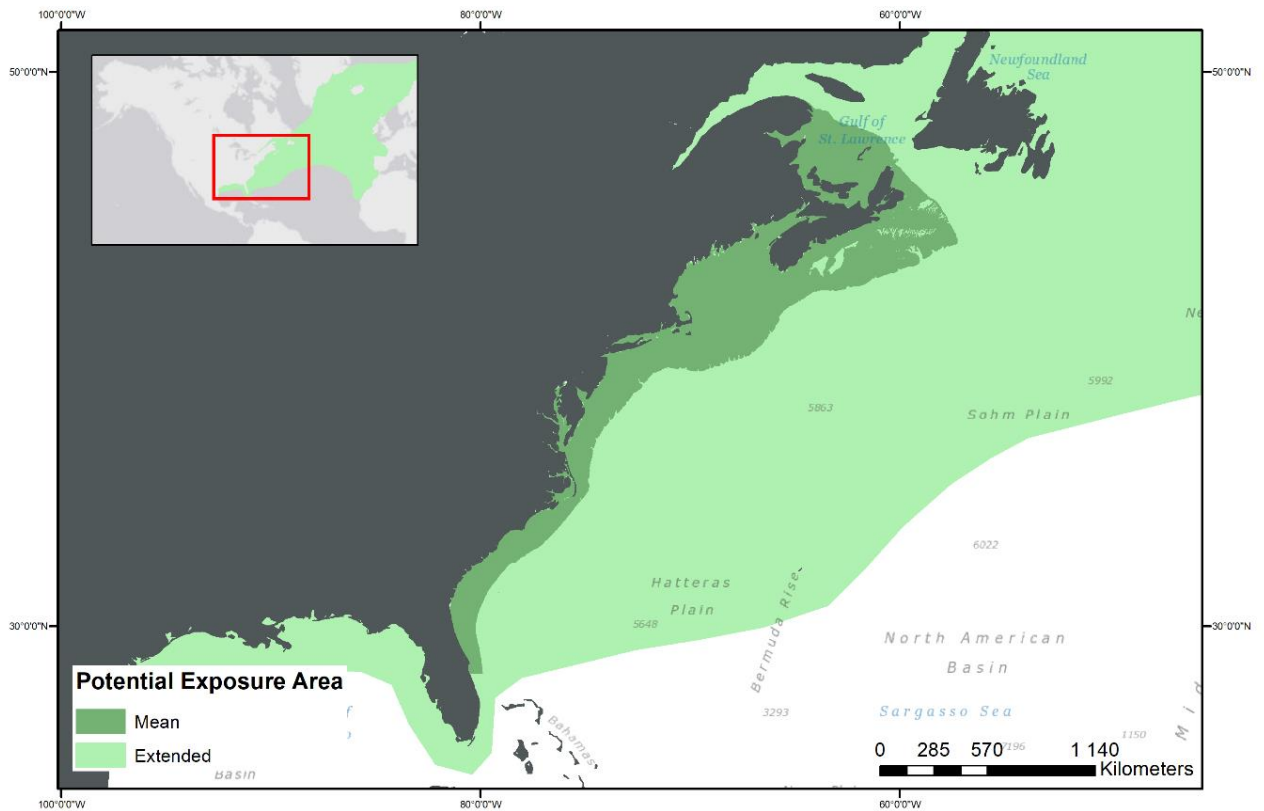 100°0'0"W
80°0'0"W
60°0'0"W
50°0'0"N
50°0'0"N
Newfoundland
Sea
Gulf of
St. Lawrence
5992
5863
Sohm Plain
6022
Hatteras
Plain
Bermuda Rise
5648
30°0'0"N
30°0'0"N
North American
Basin
3293
Sargasso Sea
Bahamas
1150
7196
Potential Exposure Area
Mean
Extended
Basin
0 285 570 1 140
Kilometers
100°0'0"W
80°0'0"W
60°0'0"W